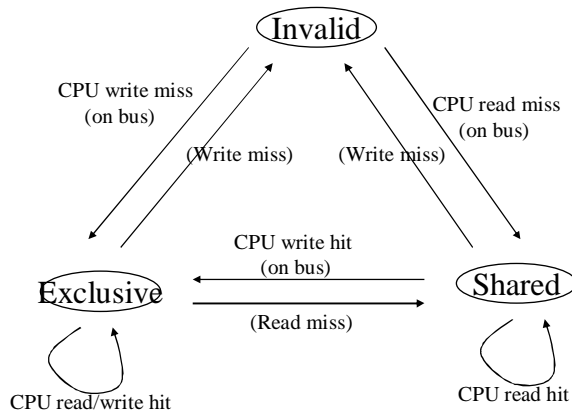 Invalid
CPU write miss
(on bus)
CPU read miss
(on bus)
(Write miss)
(Write miss)
CPU write hit
(on bus)
Exclusive
Shared
(Read miss)
CPU read/write hit
CPU read hit